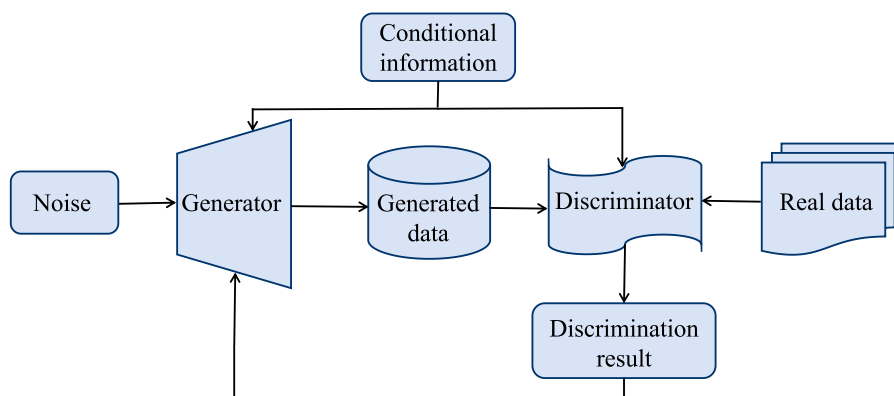 Conditional
information
Noise
Generator
Generated
data
Discriminator
Real data
Discrimination
result